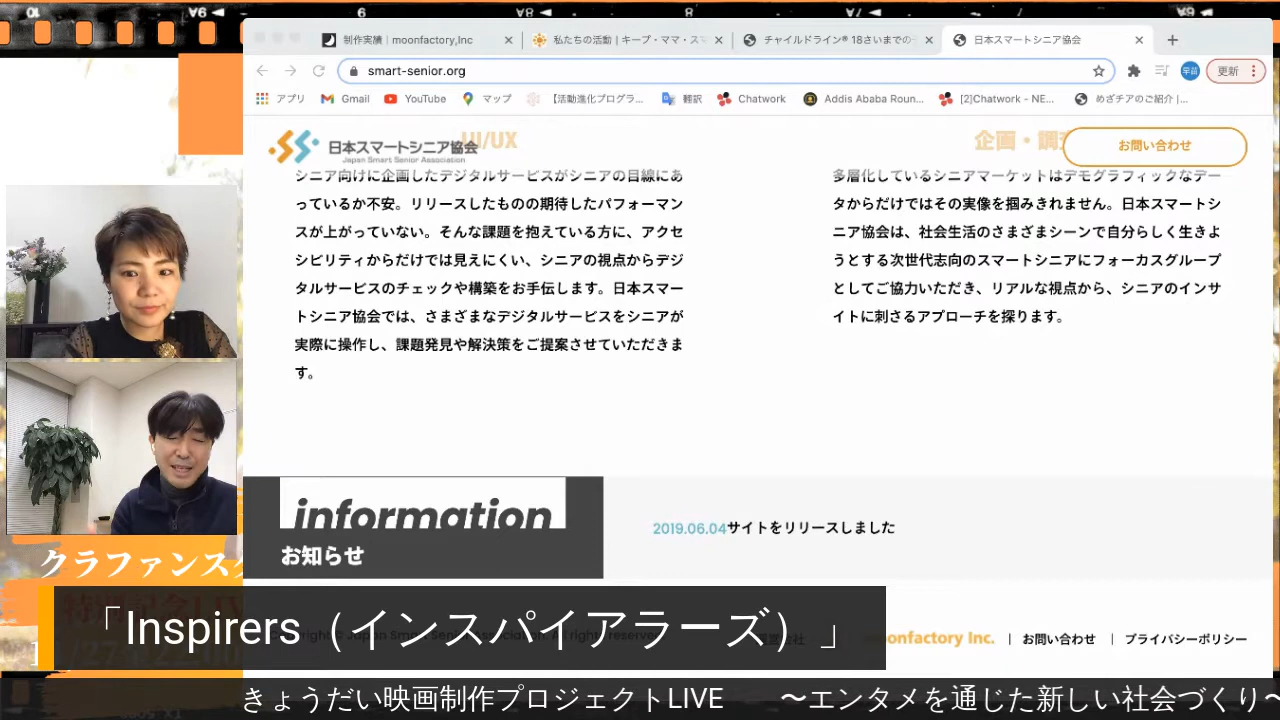 制作実績 | moonfactory,Inc
私たちの活動 | キープ・ママ・スマ
チャイルドライン® 18さいまでの
日本スマートシニア協会
smart-senior.org
早苗
更新
アプリ
Gmail
YouTube
マップ
【活動進化プログラ...
翻訳
Chatwork
Addis Ababa Roun...
[2]Chatwork - NE...
めざチアのご紹介 |...
日本スマートシニア協会
Japan Smart Senior Association
UI/UX
企画・調査
お問い合わせ
シニア向けに企画したデジタルサービスがシニアの目線にあ
っているか不安。リリースしたものの期待したパフォーマン
スが上がっていない。そんな課題を抱えている方に、アクセ
シビリティからだけでは見えにくい、シニアの視点からデジ
タルサービスのチェックや構築をお手伝します。日本スマー
トシニア協会では、さまざまなデジタルサービスをシニアが
実際に操作し、課題発見や解決策をご提案させていただきま
す。
多層化しているシニアマーケットはデモグラフィックなデー
タからだけではその実像を掴みきれません。日本スマートシ
ニア協会は、社会生活のさまざまシーンで自分らしく生きよ
うとする次世代志向のスマートシニアにフォーカスグループ
としてご協力いただき、リアルな視点から、シニアのインサ
イトに刺さるアプローチを探ります。
information
お知らせ
2019.06.04サイトをリリースしました
クラファンス
「Inspirers（インスパイアラーズ）」
moonfactory Inc.
お問い合わせ
プライバシーポリシー
きょうだい映画制作プロジェクトLIVE 〜エンタメを通じた新しい社会づくり〜